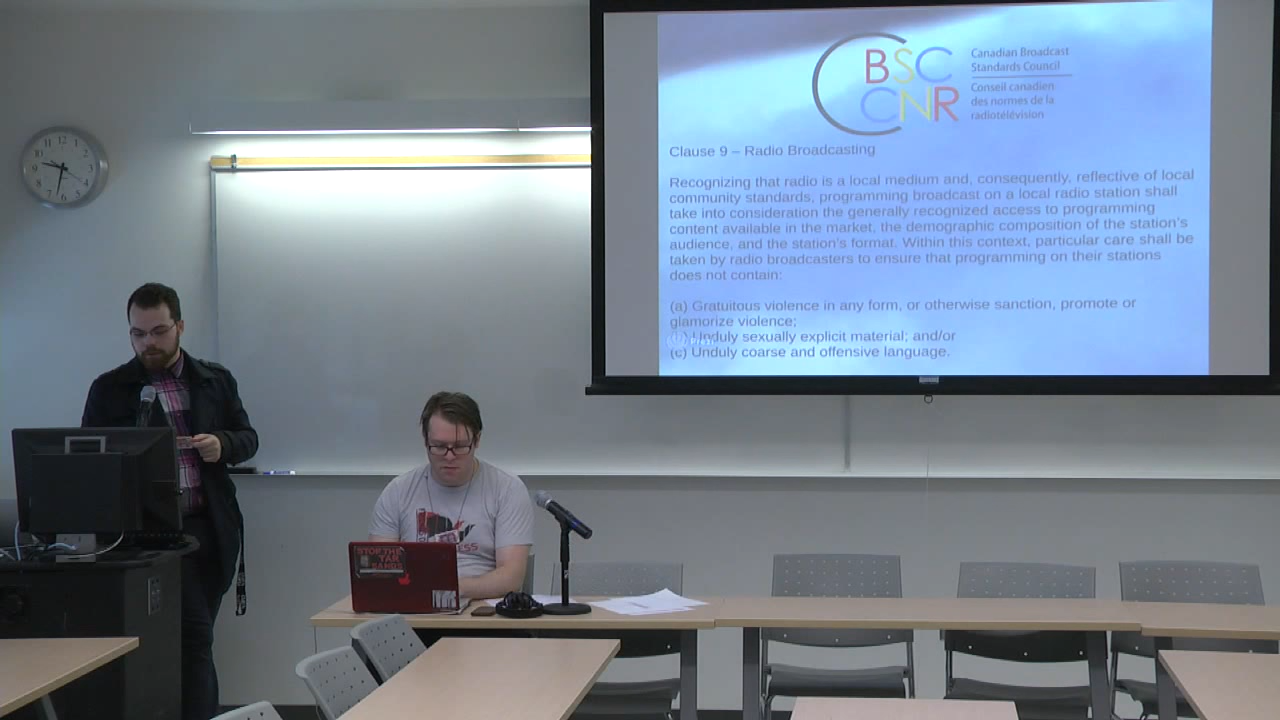 BSC
CNR
Canadian Broadcast
Standards Council
Conseil canadien
des normes de la
radiotélévision
Clause 9 – Radio Broadcasting
Recognizing that radio is a local medium and, consequently, reflective of local
community standards, programming broadcast on a local radio station shall
take into consideration the generally recognized access to programming
content available in the market, the demographic composition of the station's
audience, and the station's format. Within this context, particular care shall be
taken by radio broadcasters to ensure that programming on their stations
does not contain:
(a) Gratuitous violence in any form, or otherwise sanction, promote or
glamorize violence;
Unduly sexually explicit material; and/or
(c) Unduly coarse and offensive language.
12
STOP THE
TAR
SANDS